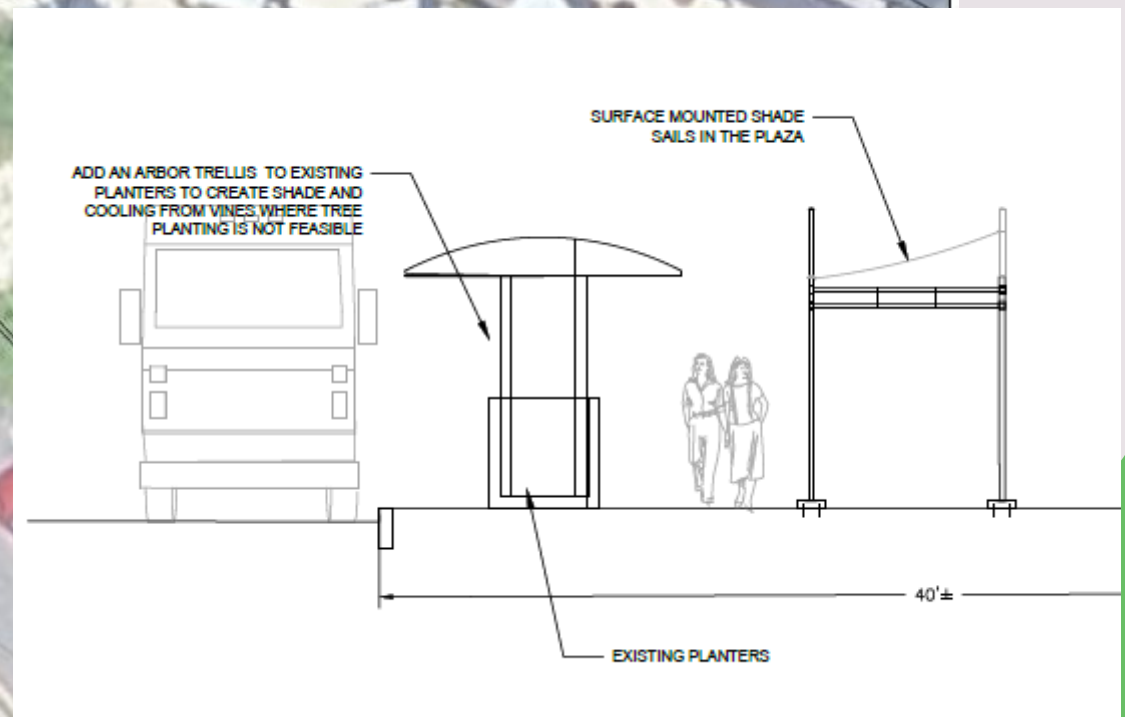 SURFACE MOUNTED SHADE
SAILS IN THE PLAZA
ADD AN ARBOR TRELLIS TO EXISTING
PLANTERS TO CREATE SHADE AND
COOLING FROM VINES WHERE TREE
PLANTING IS NOT FEASIBLE
40'±
EXISTING PLANTERS